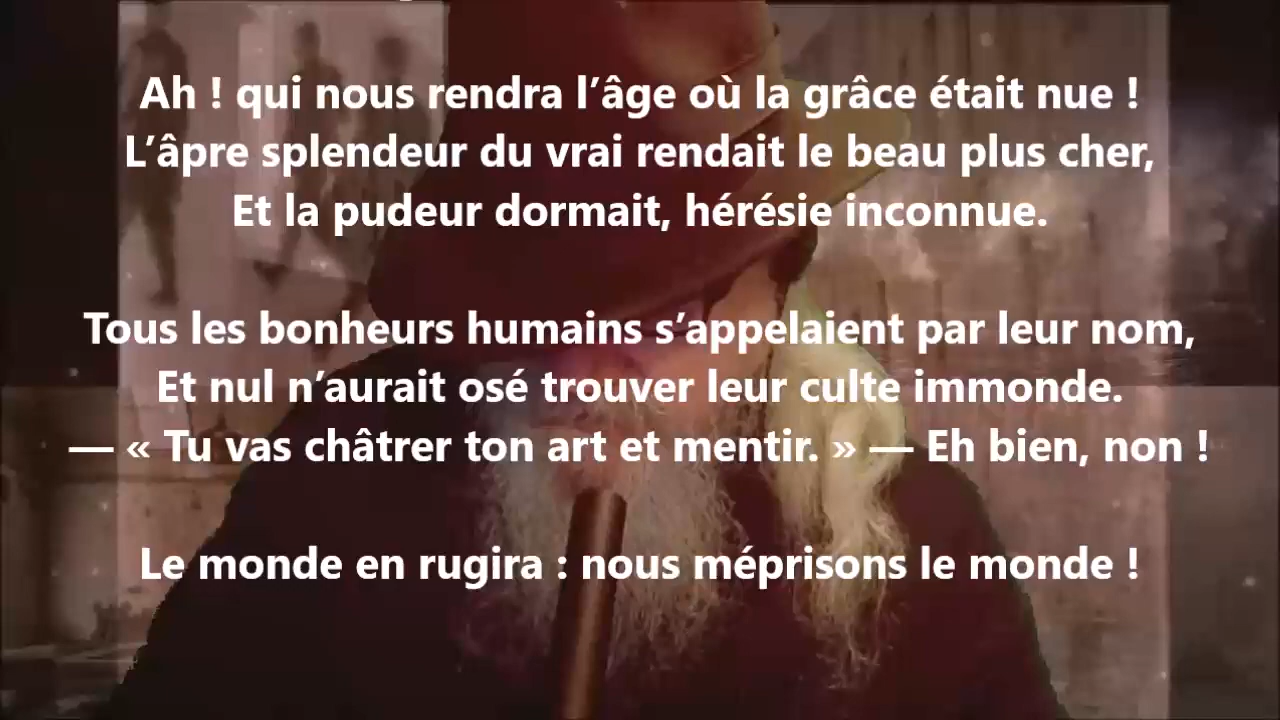 Ah ! qui nous rendra l’âge où la grâce était nue !
L’âpre splendeur du vrai rendait le beau plus cher,
Et la pudeur dormait, hérésie inconnue.
Tous les bonheurs humains s’appelaient par leur nom,
Et nul n’aurait osé trouver leur culte immonde.
— « Tu vas châtrer ton art et mentir. » — Eh bien, non !
Le monde en rugira : nous méprisons le monde !